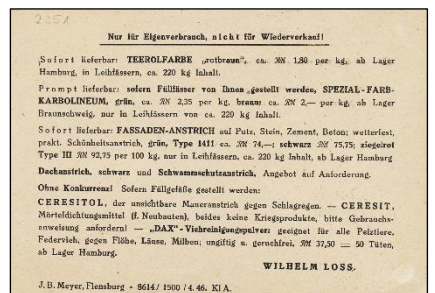 2251
Nur für Eigenverbrauch, nicht für Wiederverkauf!
Sofort lieferbar: TEEROLFARBE „rotbraun", ca. RM 1,80 per kg, ab Lager
Hamburg, in Leihfässern, ca. 220 kg Inhalt.
Prompt lieferbar: sofern Füllfässer von Ihnen gestellt werden, SPEZIAL-FARB-
KARBOLINEUM, grün, ca. RM 2,35 per kg, braun: ca. RM 2,— per kg, ab Lager
Braunschweig, nur in Leihfässern von ca. 220 kg Inhalt.
Sofort lieferbar: FASSADEN-ANSTRICH auf Putz, Stein, Zement, Beton; wetterfest,
prakt. Schönheitsanstrich, grün, Type 1411 ca. RM 74,—; schwarz RM 75,75; ziegelrot
Type III RM 92,75 per 100 kg, nur in Leihfässern, ca. 220 kg Inhalt, ab Lager Hamburg
Dachanstrich, schwarz und Schwammschutzanstrich, Angebot auf Anforderung.
Ohne Konkurrenz! Sofern Füllgefäße gestellt werden:
CERESITOL, der unsichtbare Maueranstrich gegen Schlagregen. — CERESIT,
Mörteldichtungsmittel (f. Neubauten), beides keine Kriegsprodukte, bitte Gebrauchs-
anweisung anfordern! — „DAX"-Viehreinigungspulver: geeignet für alle Pelztiere,
Federvieh, gegen Flöhe, Läuse, Milben; ungiftig u. geruchfrei, RM 37,50 = 50 Tüten,
ab Lager Hamburg.
WILHELM LOSS.
J. B. Meyer, Flensburg - 8614/ 1500 / 4. 46. Kl A.